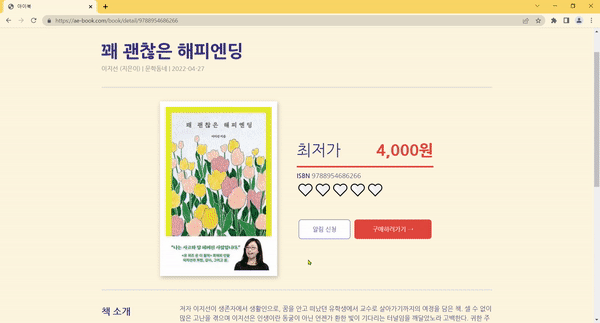 아이북
https://ae-book.com/book/detail/9788954686266
꽤 괜찮은 해피엔딩
이지선 (지은이) | 문학동네 | 2022-04-27
꽤 괜찮은 해피엔딩
이지선 지음
"나는 사고와 잘 헤어진 사람입니다"
최저가 4,000원
ISBN 9788954686266
알림 신청
구매하러가기 →
책 소개
저자 이지선이 생존자에서 생활인으로, 꿈을 안고 떠났던 유학생에서 교수로 살아가기까지의 여정을 담은 책. 셀 수 없이
많은 고난을 겪으며 이지선은 인생이란 동굴이 아닌 언젠가 환한 빛이 기다리는 터널임을 깨달았노라 고백한다. 귀한 주